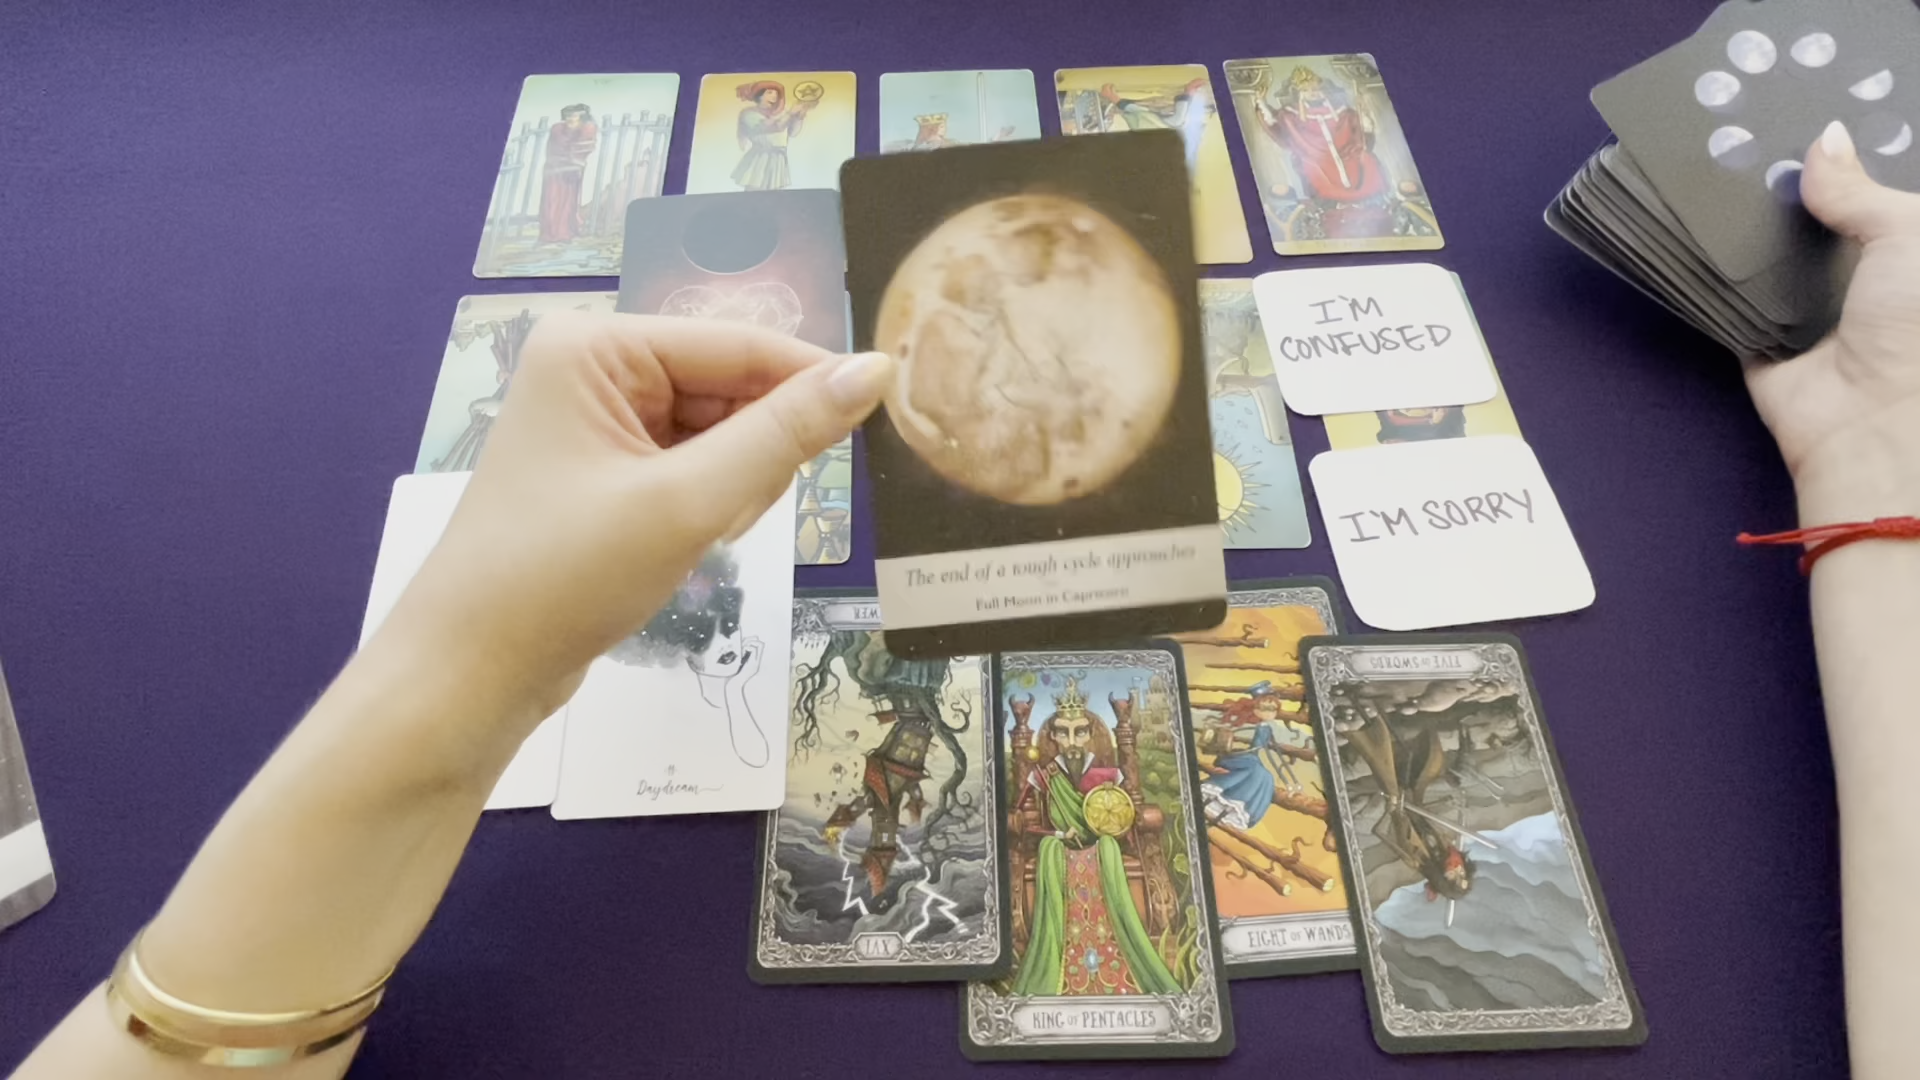 I'M
CONFUSED
I'M SORRY
The end of a tough cycle approaches
Full Moon in Capricorn
FIVE OF SWORDS
Daydream
EIGHT OF WANDS
XVI
KING OF PENTACLES